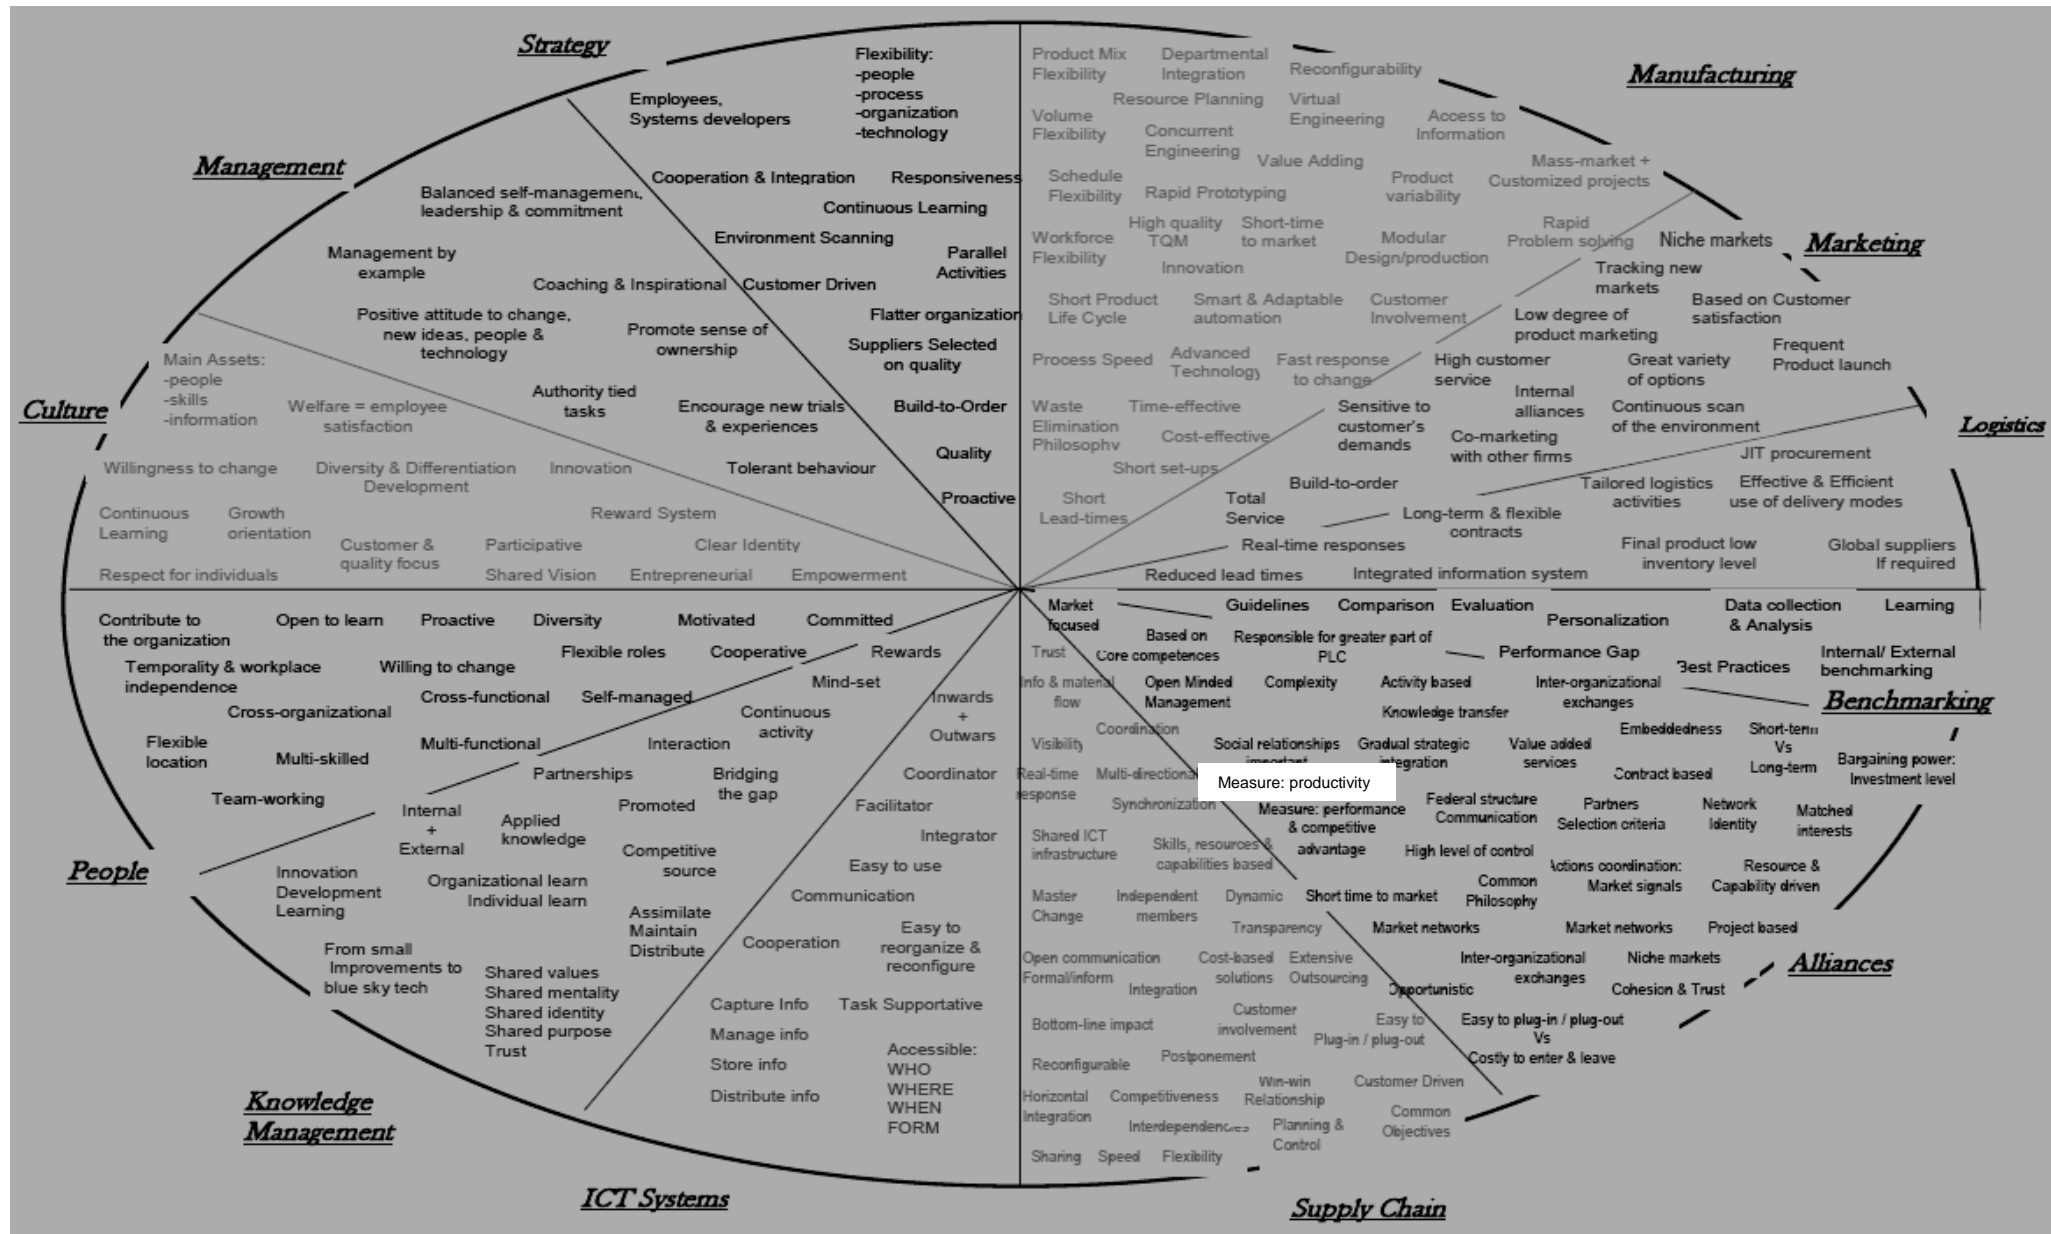 Strategy
Flexibility:
-people
-process
-organization
-technology
Employees,
Systems developers
Cooperation & Integration
Responsiveness
Continuous Learning
Environment Scanning
Parallel
Activities
Customer Driven
Flatter organization
Suppliers Selected
on quality
Build-to-Order
Quality
Proactive
Manufacturing
Product Mix
Flexibility
Departmental
Integration
Reconfigurability
Resource Planning
Virtual
Engineering
Volume
Flexibility
Concurrent
Engineering
Access to
Information
Value Adding
Mass-market +
Customized projects
Schedule
Flexibility
Rapid Prototyping
Product
variability
High quality
TQM
Short-time
to market
Workforce
Flexibility
Modular
Design/production
Rapid
Problem solving
Innovation
Short Product
Life Cycle
Smart & Adaptable
automation
Customer
Involvement
Process Speed
Advanced
Technology
Fast response
to change
Waste
Elimination
Philosophy
Time-effective
Cost-effective
Short set-ups
Short
Lead-times
Marketing
Niche markets
Tracking new
markets
Based on Customer
satisfaction
Low degree of
product marketing
Frequent
Product launch
High customer
service
Great variety
of options
Internal
alliances
Sensitive to
customer's
demands
Continuous scan
of the environment
Co-marketing
with other firms
Build-to-order
Total
Service
Logistics
JIT procurement
Tailored logistics
activities
Effective & Efficient
use of delivery modes
Long-term & flexible
contracts
Real-time responses
Final product low
inventory level
Global suppliers
If required
Reduced lead times
Integrated information system
Management
Balanced self-management,
leadership & commitment
Management by
example
Coaching & Inspirational
Positive attitude to change,
new ideas, people &
technology
Promote sense of
ownership
Authority tied
tasks
Encourage new trials
& experiences
Tolerant behaviour
Culture
Main Assets:
-people
-skills
-information
Welfare = employee
satisfaction
Willingness to change
Diversity & Differentiation
Development
Innovation
Continuous
Learning
Growth
orientation
Reward System
Customer &
quality focus
Participative
Clear Identity
Respect for individuals
Shared Vision
Entrepreneurial
Empowerment
People
Contribute to
the organization
Open to learn
Proactive
Diversity
Motivated
Committed
Flexible roles
Cooperative
Temporality & workplace
independence
Willing to change
Cross-functional
Self-managed
Cross-organizational
Flexible
location
Multi-skilled
Multi-functional
Team-working
Knowledge
Management
Rewards
Mind-set
Continuous
activity
Interaction
Partnerships
Bridging
the gap
Promoted
Internal
+
External
Applied
knowledge
Competitive
source
Innovation
Development
Learning
Organizational learn
Individual learn
Assimilate
Maintain
Distribute
From small
Improvements to
blue sky tech
Shared values
Shared mentality
Shared identity
Shared purpose
Trust
ICT Systems
Inwards
+
Outwars
Coordinator
Facilitator
Integrator
Easy to use
Communication
Cooperation
Easy to
reorganize &
reconfigure
Capture Info
Task Supportative
Manage info
Store info
Distribute info
Accessible:
WHO
WHERE
WHEN
FORM
Benchmarking
Market
focused
Guidelines
Comparison
Evaluation
Personalization
Data collection
& Analysis
Learning
Performance Gap
Best Practices
Internal/ External
benchmarking
Alliances
Based on
Core competences
Responsible for greater part of
PLC
Open Minded
Management
Complexity
Activity based
Inter-organizational
exchanges
Knowledge transfer
Embeddedness
Short-term
Vs
Long-term
Social relationships
important
Gradual strategic
integration
Value added
services
Contract based
Bargaining power:
Investment level
Measure: productivity
Measure: performance
& competitive
advantage
Federal structure
Communication
Partners
Selection criteria
Network
Identity
Matched
interests
High level of control
Actions coordination:
Market signals
Resource &
Capability driven
Short time to market
Common
Philosophy
Market networks
Market networks
Project based
Inter-organizational
exchanges
Niche markets
Opportunistic
Cohesion & Trust
Easy to plug-in / plug-out
Vs
Costly to enter & leave
Supply Chain
Trust
Info & material
flow
Coordination
Visibility
Real-time
response
Multi-directional
Synchronization
Shared ICT
infrastructure
Skills, resources &
capabilities based
Master
Change
Independent
members
Dynamic
Transparency
Open communication
Formal/inform
Cost-based
solutions
Extensive
Outsourcing
Integration
Bottom-line impact
Customer
involvement
Easy to
Plug-in / plug-out
Reconfigurable
Postponement
Horizontal
Integration
Competitiveness
Win-win
Relationship
Customer Driven
Interdependencies
Planning &
Control
Common
Objectives
Sharing
Speed
Flexibility